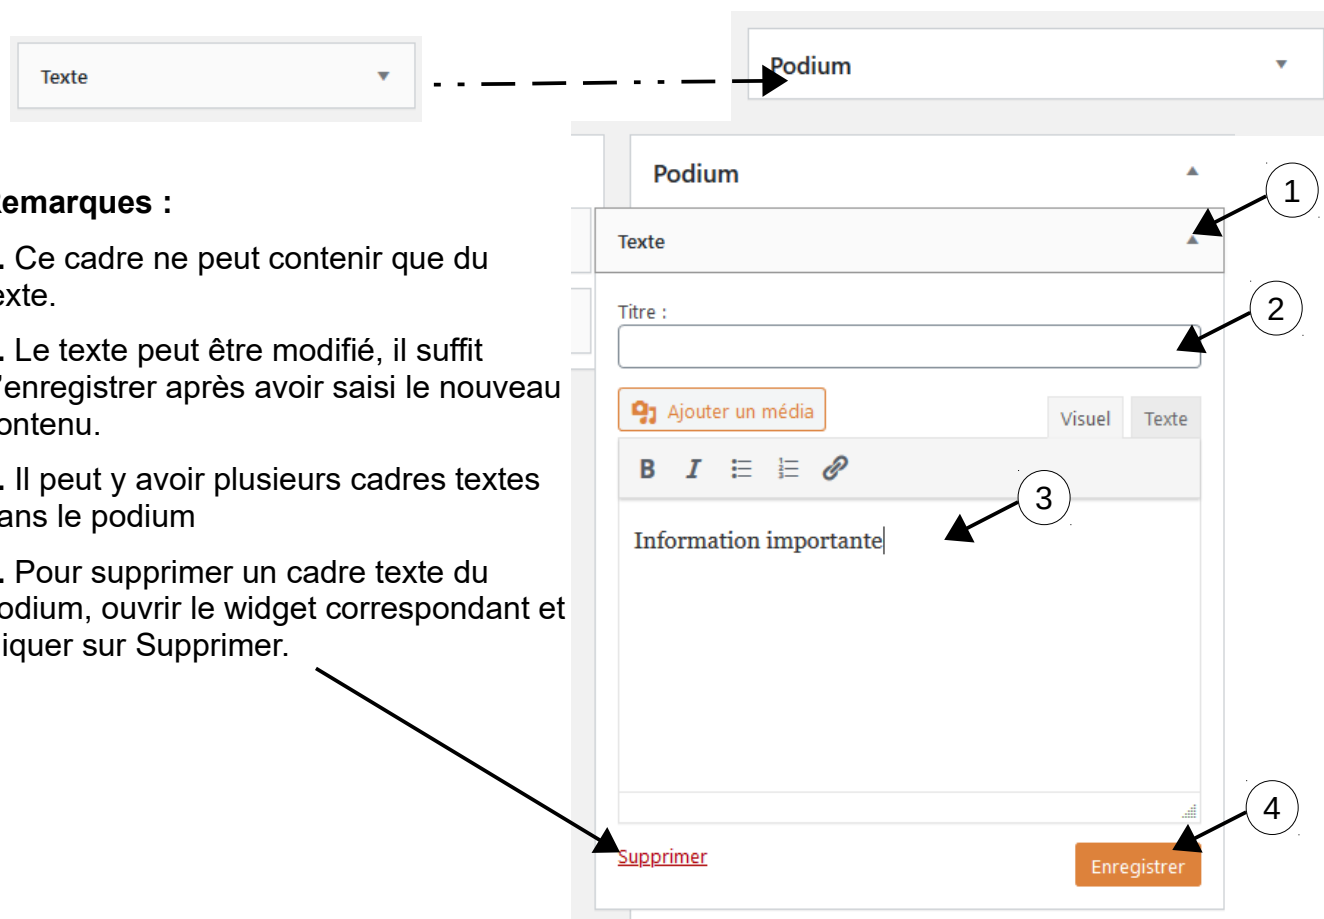 Texte
Podium
Podium
1
emarques :
Texte
. Ce cadre ne peut contenir que du
exte.
Titre :
2
. Le texte peut être modifié, il suffit
'enregistrer après avoir saisi le nouveau
ontenu.
Ajouter un média
Visuel Texte
B I
. Il peut y avoir plusieurs cadres textes
ans le podium
3
Information importante
. Pour supprimer un cadre texte du
odium, ouvrir le widget correspondant et
liquer sur Supprimer.
4
Supprimer
Enregistrer